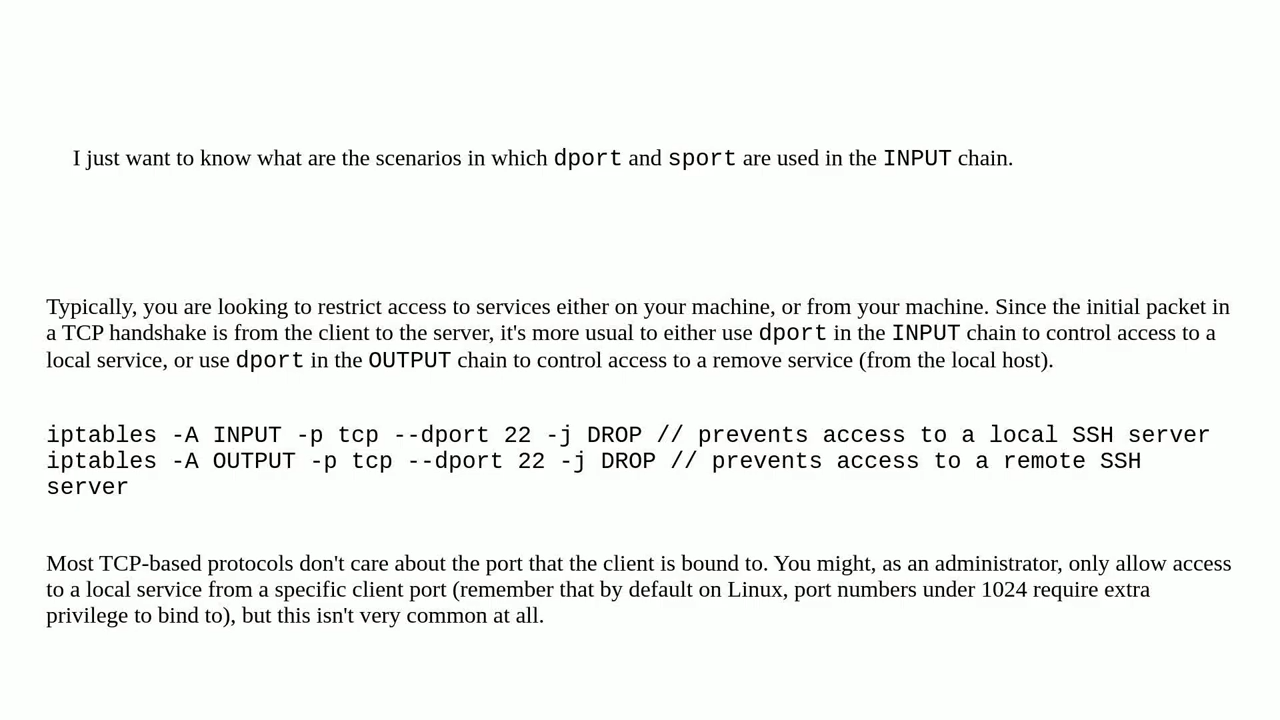 I just want to know what are the scenarios in which dport and sport are used in the INPUT chain.
Typically, you are looking to restrict access to services either on your machine, or from your machine. Since the initial packet in
a TCP handshake is from the client to the server, it's more usual to either use dport in the INPUT chain to control access to a
local service, or use dport in the OUTPUT chain to control access to a remove service (from the local host).
iptables -A INPUT -p tcp --dport 22 -j DROP // prevents access to a local SSH server
iptables -A OUTPUT -p tcp --dport 22 -j DROP // prevents access to a remote SSH
server
Most TCP-based protocols don't care about the port that the client is bound to. You might, as an administrator, only allow access
to a local service from a specific client port (remember that by default on Linux, port numbers under 1024 require extra
privilege to bind to), but this isn't very common at all.